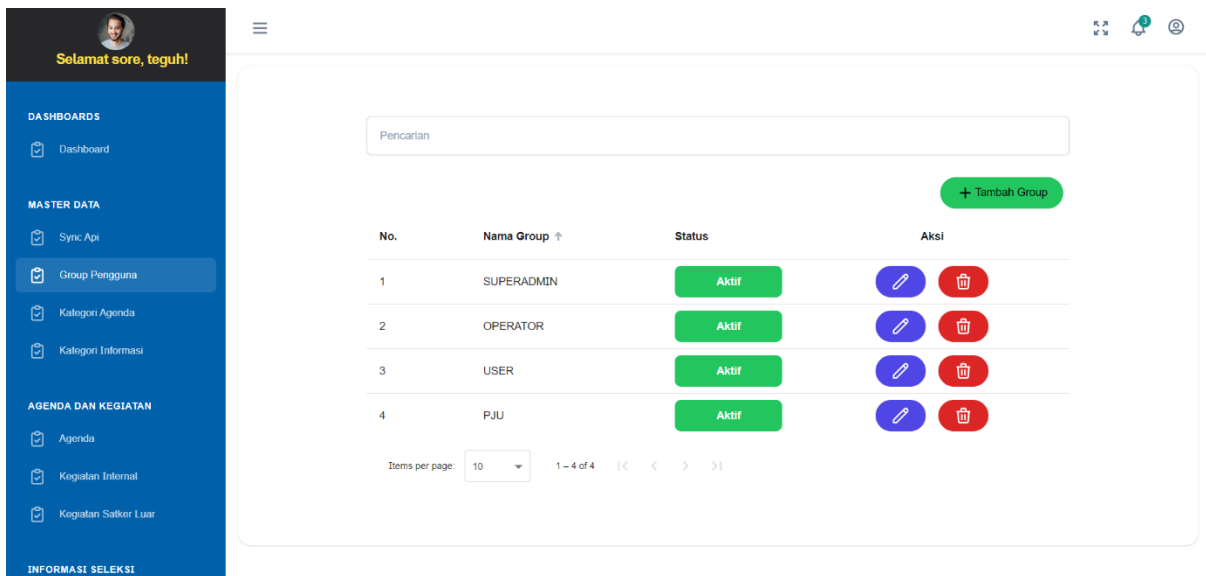 Selamat sore, teguh!
DASHBOARDS
Dashboard
MASTER DATA
Sync Api
Group Pengguna
Kategori Agenda
Kategori Informasi
AGENDA DAN KEGIATAN
Agenda
Kegiatan Internal
Kegiatan Satker Luar
INFORMASI SELEKSI
3
Pencarian
+ Tambah Group
No. Nama Group Status Aksi
1 SUPERADMIN Aktif
2 OPERATOR Aktif
3 USER Aktif
4 PJU Aktif
Items per page: 10 1 – 4 of 4